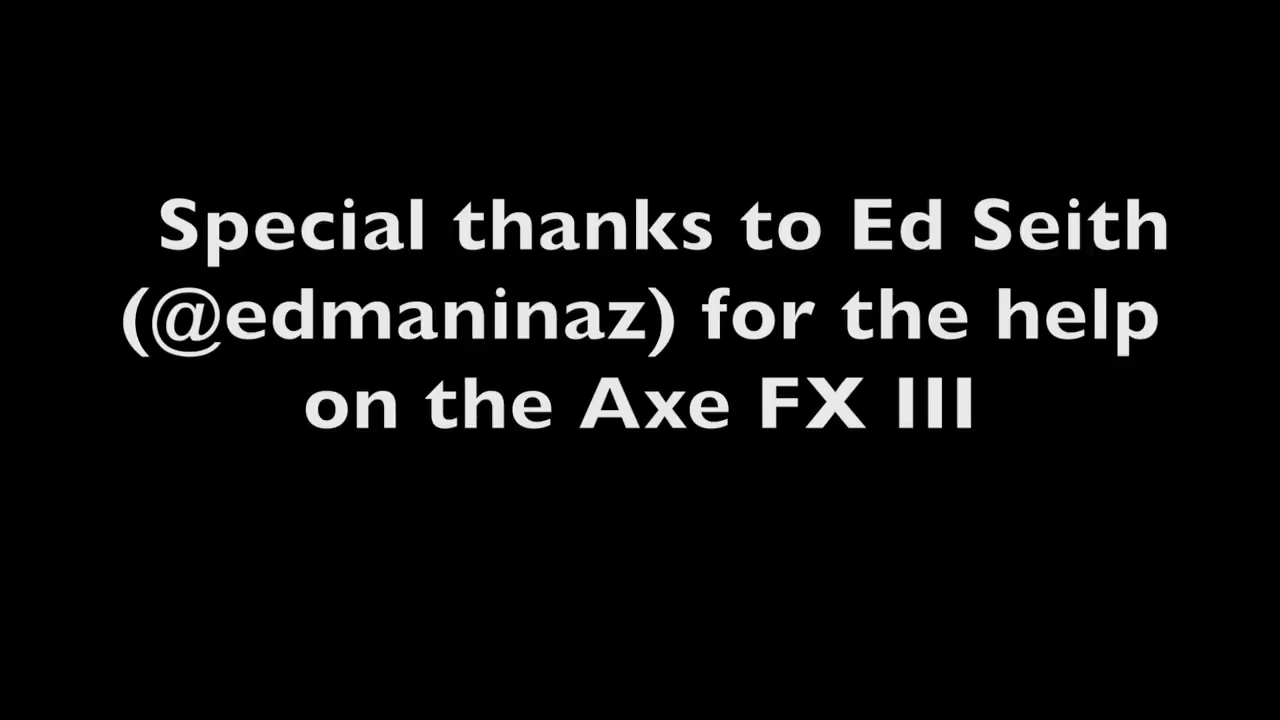 Special thanks to Ed Seith
(@edmaninaz) for the help
on the Axe FX III